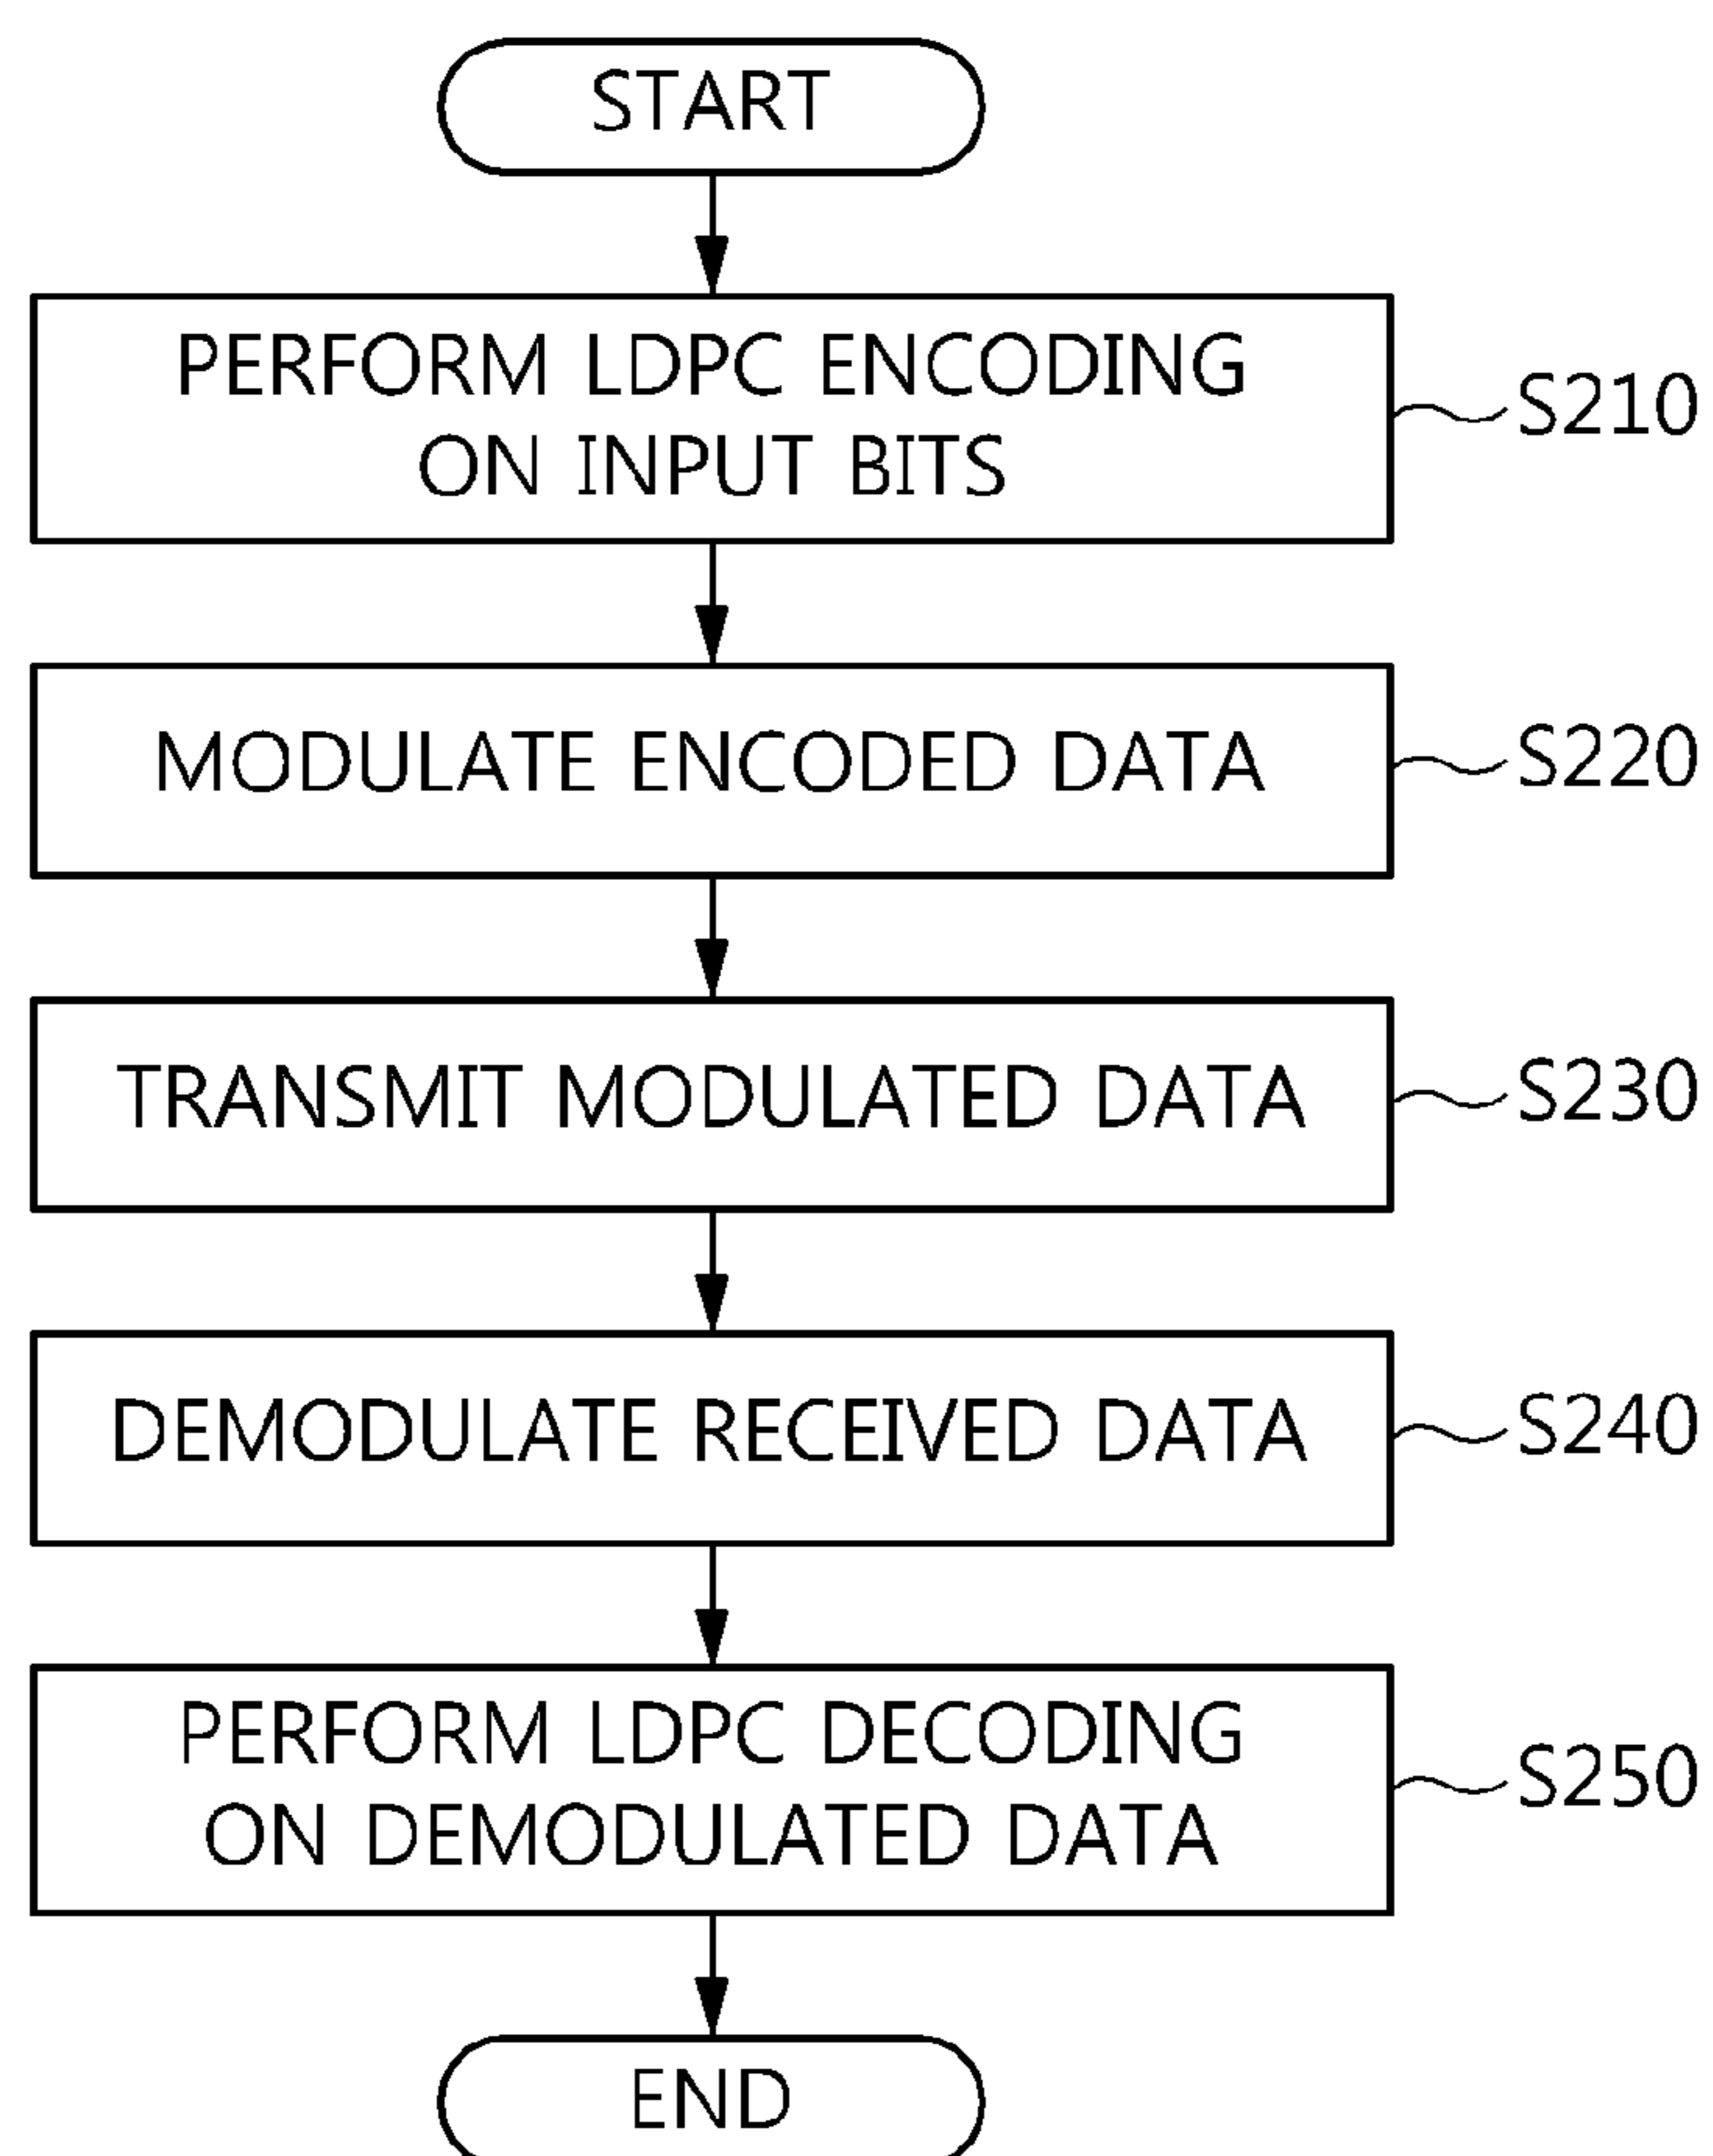 START
PERFORM LDPC ENCODING
ON INPUT BITS
S210
MODULATE ENCODED DATA
S220
TRANSMIT MODULATED DATA
S230
DEMODULATE RECEIVED DATA
S240
PERFORM LDPC DECODING
ON DEMODULATED DATA
S250
END